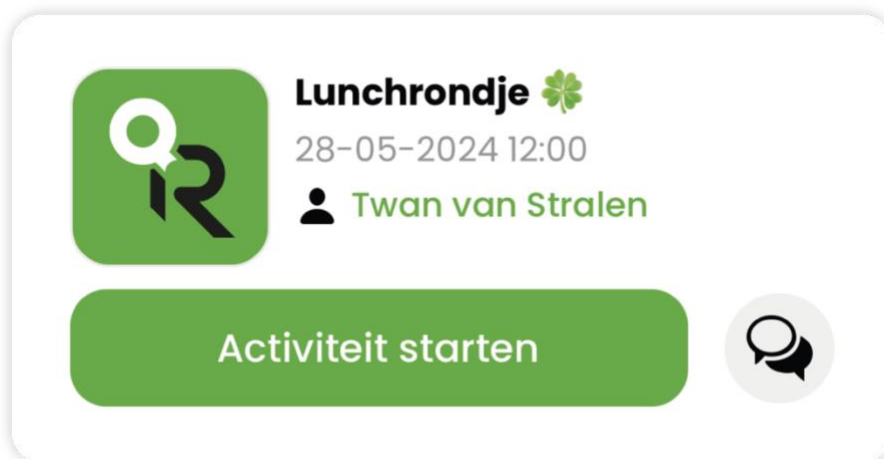 Lunchrondje 🍀
28-05-2024 12:00
Twan van Stralen
Activiteit starten